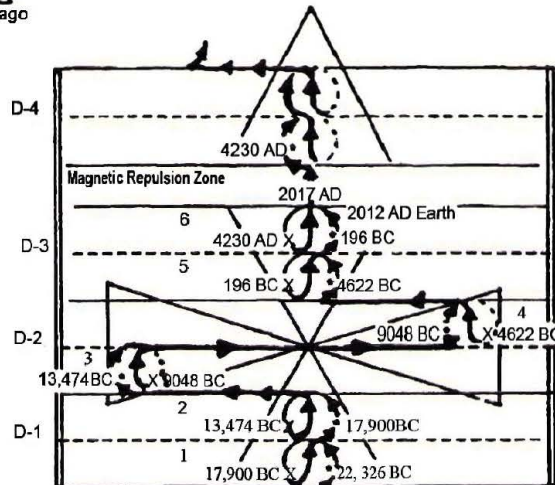 ago
D-4
4230 AD
Magnetic Repulsion Zone
2017 AD
6
2012 AD Earth
D-3
4230 AD X
196 BC
5
196 BC X
4622 BC
4
D-2
9048 BC
X 4622 BC
3
13,474 BC
X 9048 BC
2
13,474 BC X
17,900BC
D-1
1
17,900 BC X
22, 326 BC